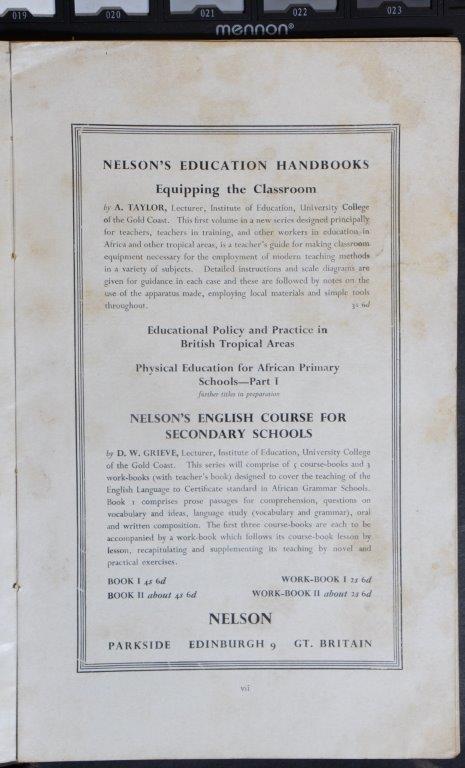 019 020 021 022 023
mennon®
NELSON'S EDUCATION HANDBOOKS
Equipping the Classroom
by A. TAYLOR, Lecturer, Institute of Education, University College
of the Gold Coast. This first volume in a new series designed principally
for teachers, teachers in training, and other workers in education in
Africa and other tropical areas, is a teacher's guide for making classroom
equipment necessary for the employment of modern teaching methods
in a variety of subjects. Detailed instructions and scale diagrams are
given for guidance in each case and these are followed by notes on the
use of the apparatus made, employing local materials and simple tools
throughout. 3s 6d
Educational Policy and Practice in
British Tropical Areas
Physical Education for African Primary
Schools—Part I
further titles in preparation
NELSON'S ENGLISH COURSE FOR
SECONDARY SCHOOLS
by D. W. GRIEVE, Lecturer, Institute of Education, University College
of the Gold Coast. This series will comprise of 5 course-books and 3
work-books (with teacher's book) designed to cover the teaching of the
English Language to Certificate standard in African Grammar Schools.
Book 1 comprises prose passages for comprehension, questions on
vocabulary and ideas, language study (vocabulary and grammar), oral
and written composition. The first three course-books are each to be
accompanied by a work-book which follows its course-book lesson by
lesson, recapitulating and supplementing its teaching by novel and
practical exercises.
BOOK I 4s 6d WORK-BOOK I 2s 6d
BOOK II about 4s 6d WORK-BOOK II about 2s 6d
NELSON
PARKSIDE EDINBURGH 9 GT. BRITAIN
vii